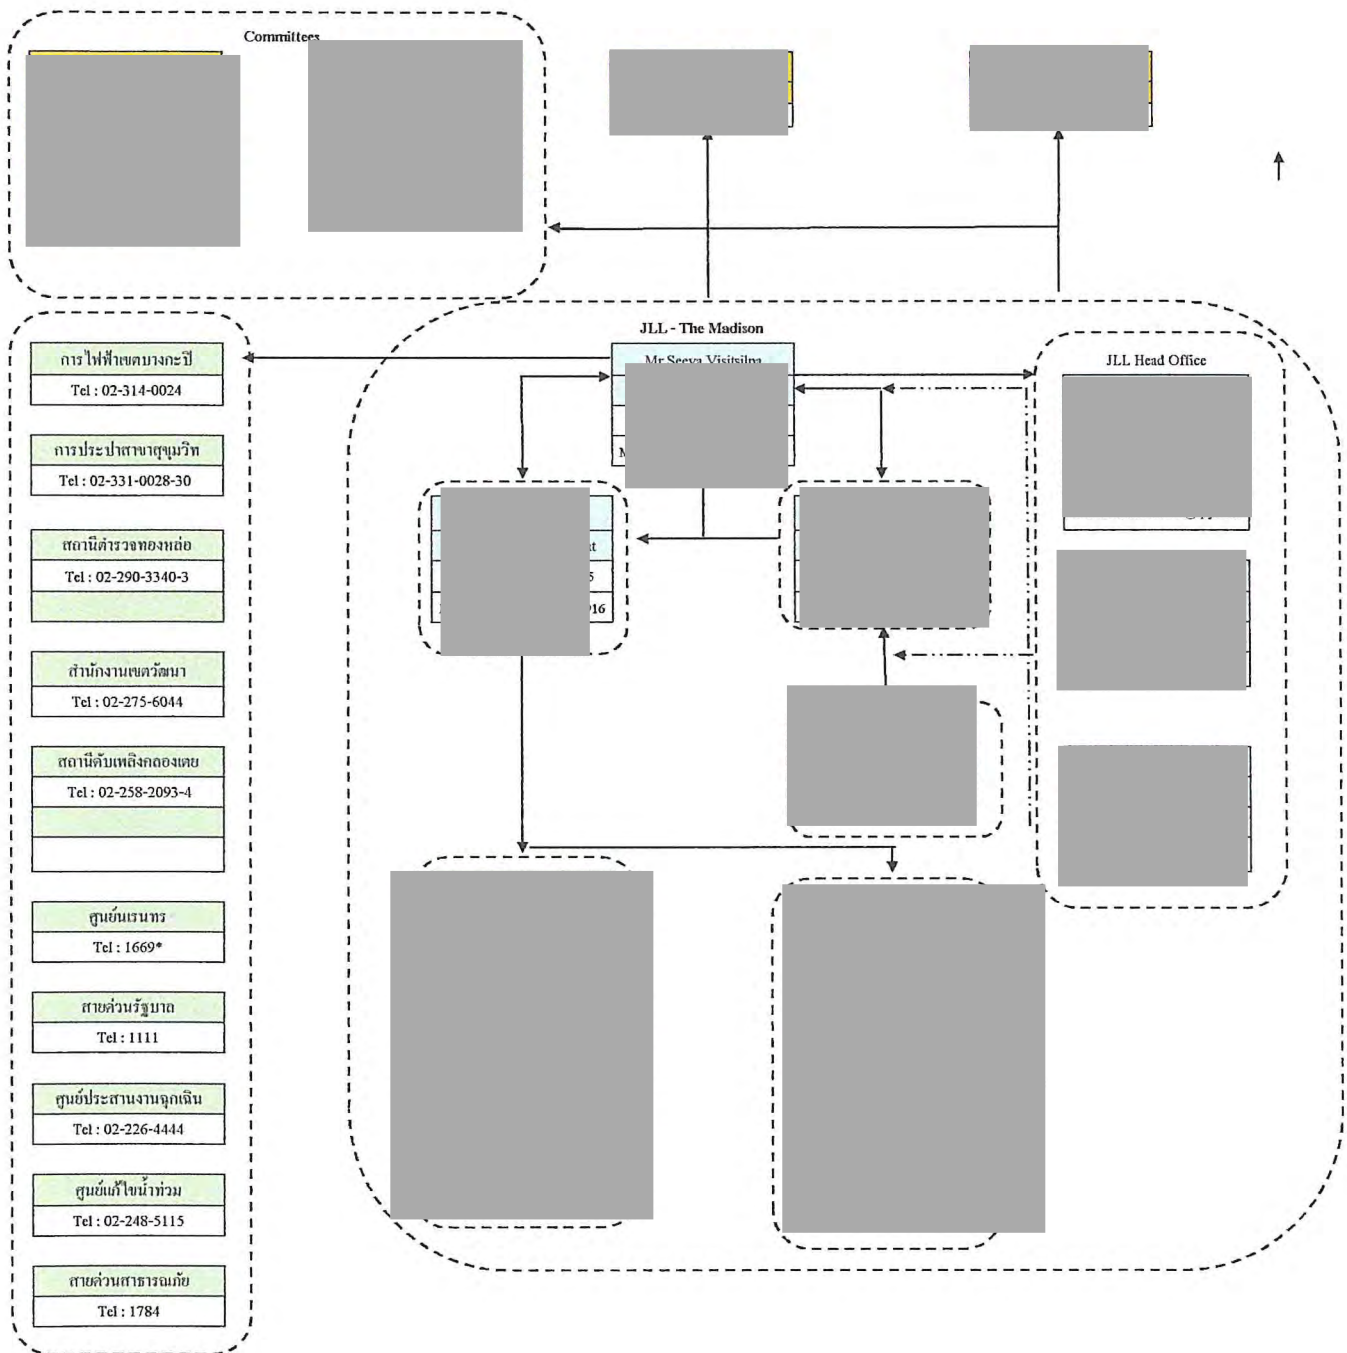 Committees
JLL - The Madison
Mr.Seeva Visitsilpa
JLL Head Office
การไฟฟ้าเขตบางกะปิ
Tel : 02-314-0024
การประปาสาขาสุขุมวิท
Tel : 02-331-0028-30
สถานีตำรวจทองหล่อ
Tel : 02-290-3340-3
สำนักงานเขตวัฒนา
Tel : 02-275-6044
สถานีดับเพลิงคลองเตย
Tel : 02-258-2093-4
ศูนย์นเรนทร
Tel : 1669*
สายด่วนรัฐบาล
Tel : 1111
ศูนย์ประสานงานฉุกเฉิน
Tel : 02-226-4444
ศูนย์แก้ไขน้ำท่วม
Tel : 02-248-5115
สายด่วนสาธารณภัย
Tel : 1784
M
at
5
916